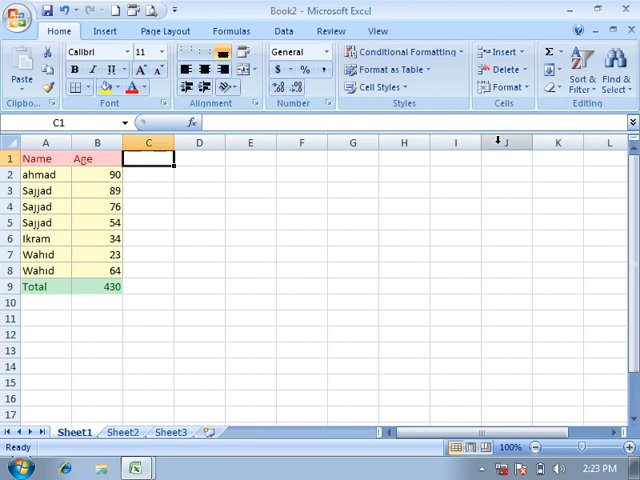 Book2 - Microsoft Excel
Home Insert Page Layout Formulas Data Review View
Calibri 11 General Conditional Formatting Insert Σ
Paste B I U A A $ % , Format as Table Delete Sort & Find &
Cell Styles Format Filter Select
Clipboa... Font Alignment Number Styles Cells Editing
C1 fx
A B C D E F G H I J K L
1 Name Age
2 ahmad 90
3 Sajjad 89
4 Sajjad 76
5 Sajjad 54
6 Ikram 34
7 Wahid 23
8 Wahid 64
9 Total 430
10
11
12
13
14
15
16
17
Sheet1 Sheet2 Sheet3
Ready 100%
2:23 PM